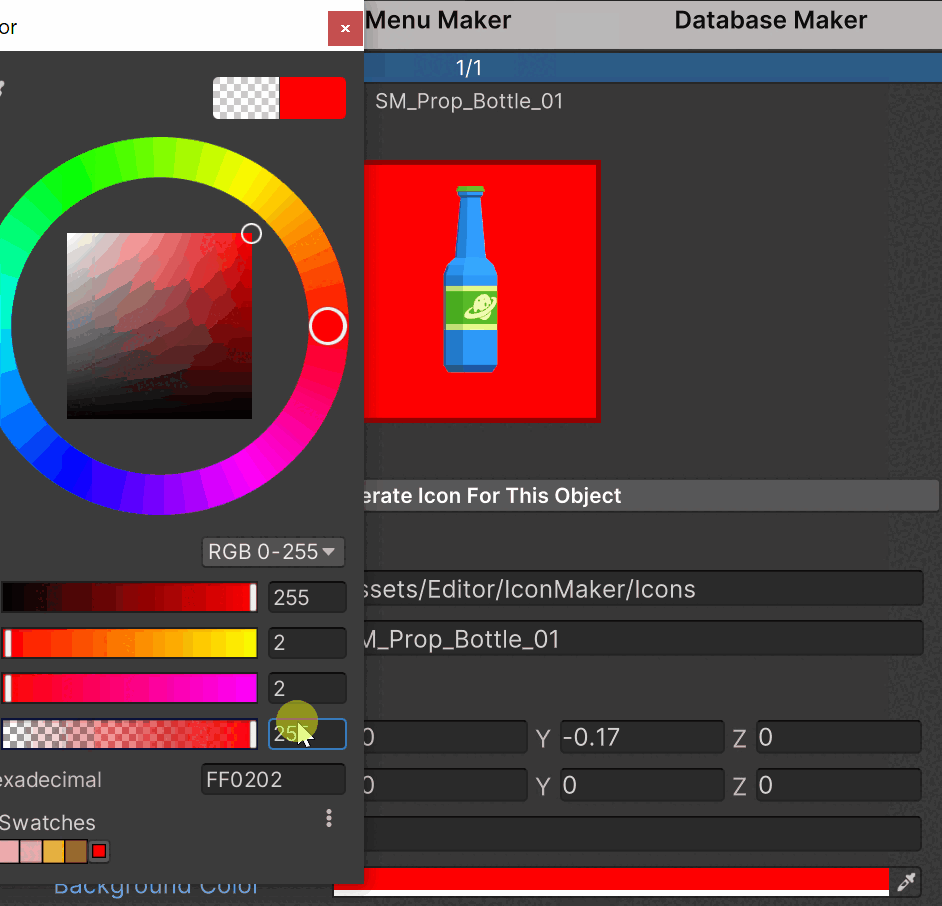 or
×
Menu Maker
Database Maker
1/1
SM_Prop_Bottle_01
erate Icon For This Object
RGB 0-255
255
ssets/Editor/IconMaker/Icons
2
M_Prop_Bottle_01
2
255
0 Y -0.17 Z 0
exadecimal FF0202
0 Y 0 Z 0
Swatches
Background Color